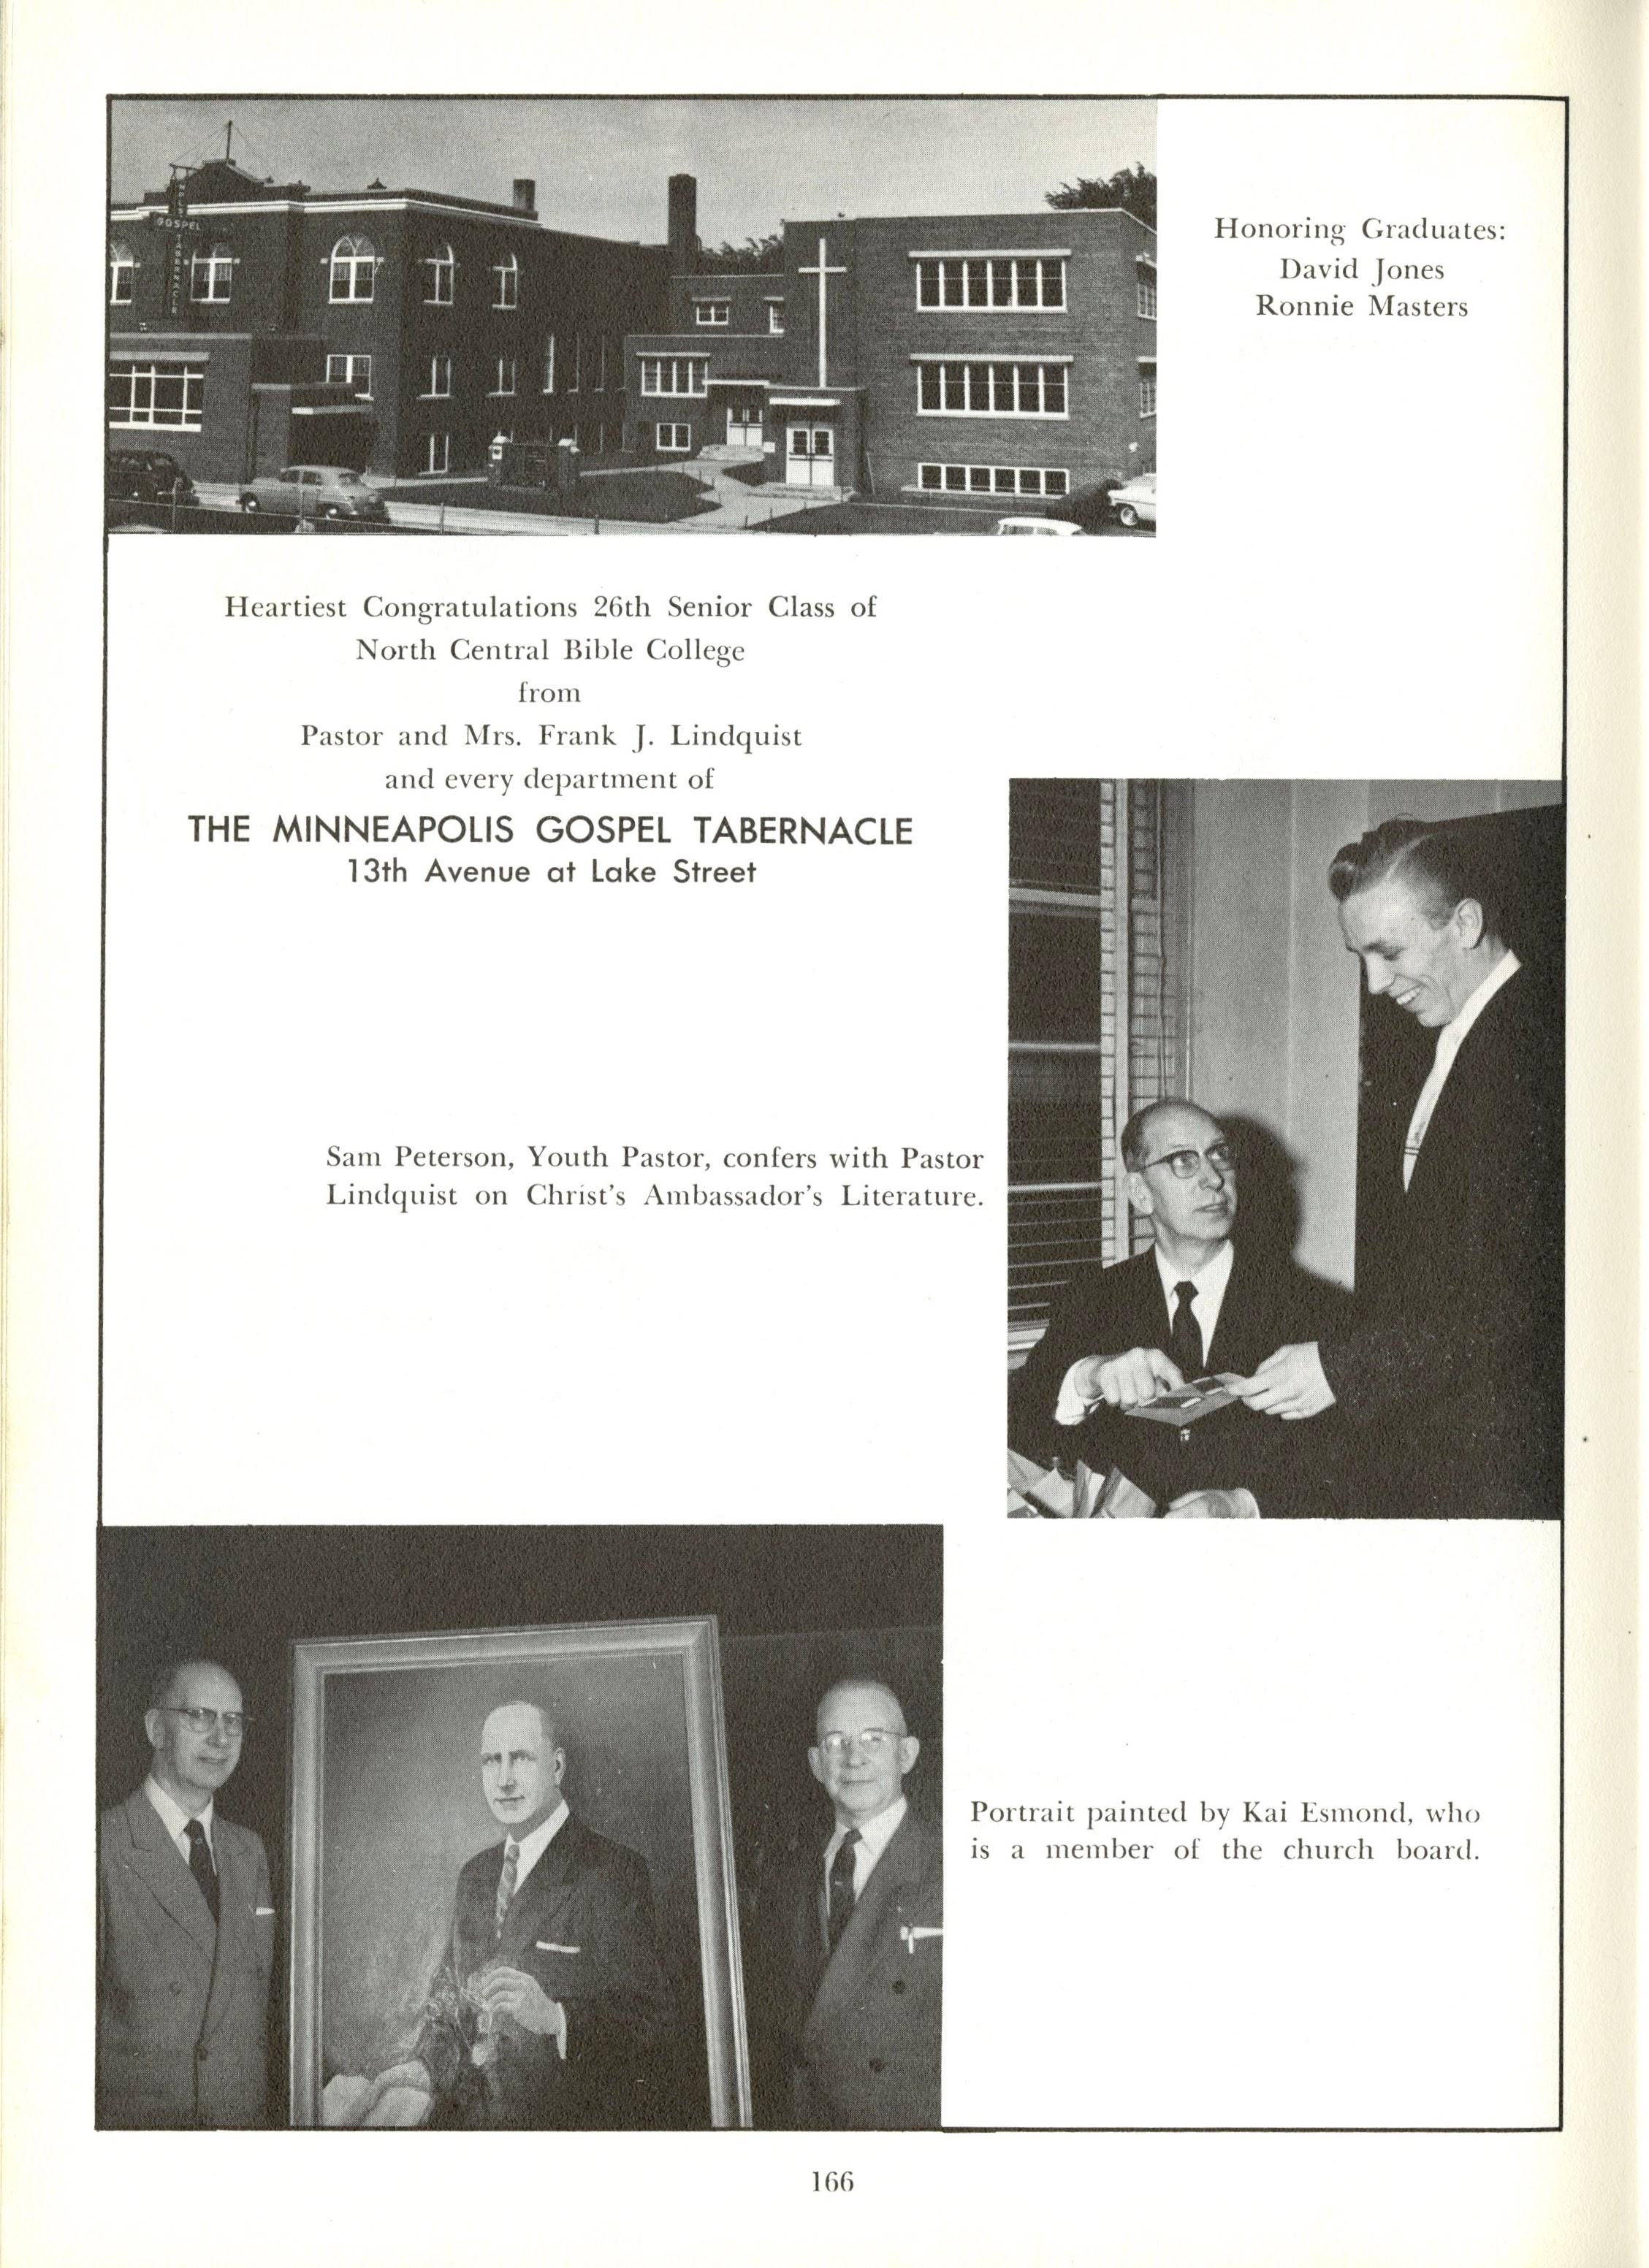 MPLS
GOSPEL
TABERNACLE
Honoring Graduates:
David Jones
Ronnie Masters
Heartiest Congratulations 26th Senior Class of
North Central Bible College
from
Pastor and Mrs. Frank J. Lindquist
and every department of
THE MINNEAPOLIS GOSPEL TABERNACLE
13th Avenue at Lake Street
Sam Peterson, Youth Pastor, confers with Pastor
Lindquist on Christ's Ambassador's Literature.
Portrait painted by Kai Esmond, who
is a member of the church board.
166